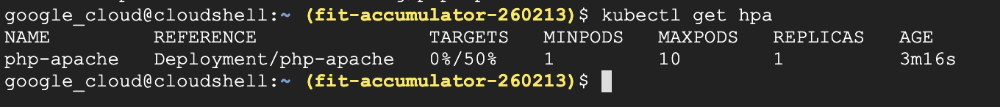 google_cloud@cloudshell:~ (fit-accumulator-260213)$ kubectl get hpa
NAME REFERENCE TARGETS MINPODS MAXPODS REPLICAS AGE
php-apache Deployment/php-apache 0%/50% 1 10 1 3m16s
google_cloud@cloudshell:~ (fit-accumulator-260213)$